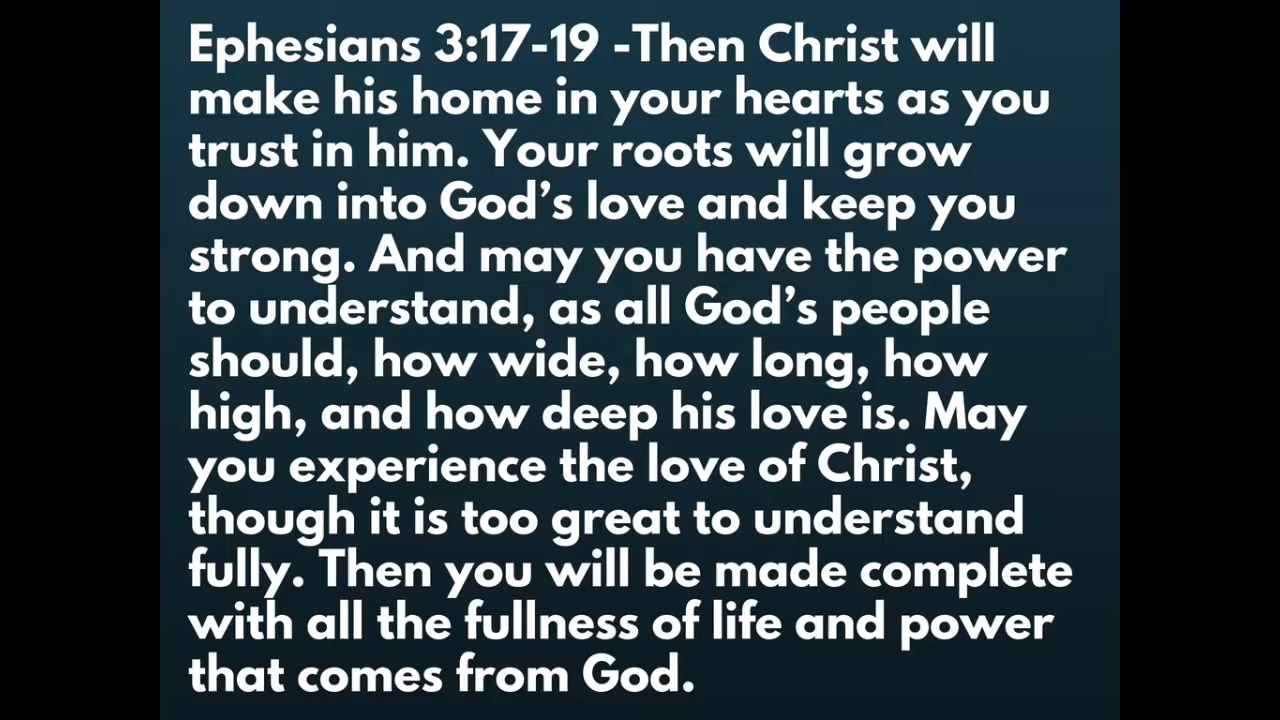 Ephesians 3:17-19 -Then Christ will
make his home in your hearts as you
trust in him. Your roots will grow
down into God’s love and keep you
strong. And may you have the power
to understand, as all God’s people
should, how wide, how long, how
high, and how deep his love is. May
you experience the love of Christ,
though it is too great to understand
fully. Then you will be made complete
with all the fullness of life and power
that comes from God.